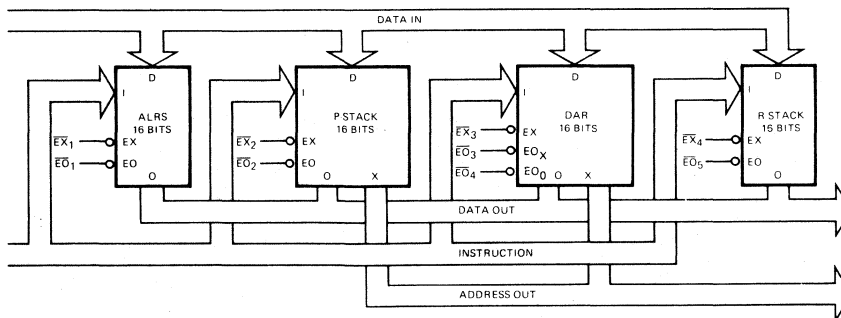 DATA IN
D
I
ALRS
16 BITS
EX1
EX
EO1
EO
O
D
I
P STACK
16 BITS
EX2
EX
EO2
EO
O
X
D
I
DAR
16 BITS
EX3
EX
EO3
EOX
EO4
EO0
O
X
D
I
R STACK
16 BITS
EX4
EX
EO5
EO
O
DATA OUT
INSTRUCTION
ADDRESS OUT